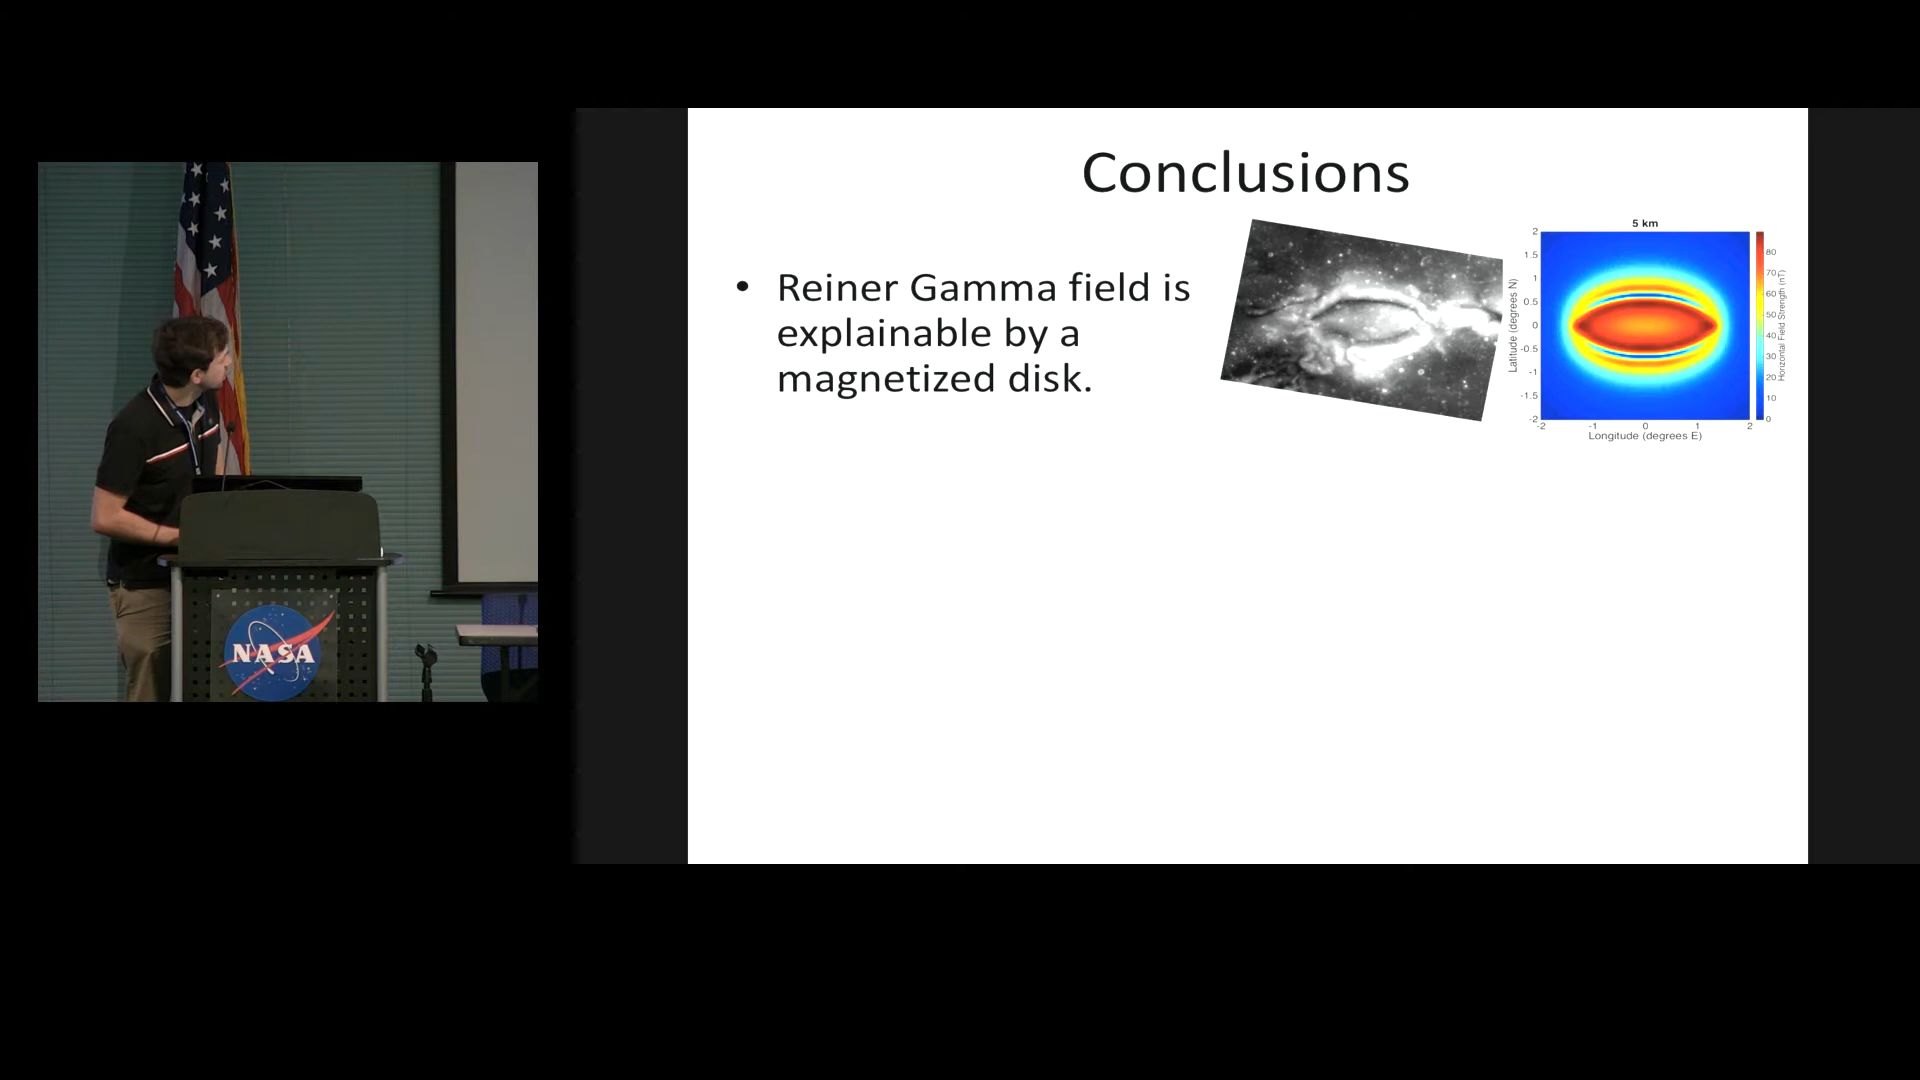 Conclusions
• Reiner Gamma field is
explainable by a
magnetized disk.
5 km
Latitude (degrees N)
2
1.5
1
0.5
0
-0.5
-1
-1.5
-2
-2 -1 0 1 2
Longitude (degrees E)
80
70
60
50
40
30
20
10
0
Horizontal Field Strength (nT)
NASA